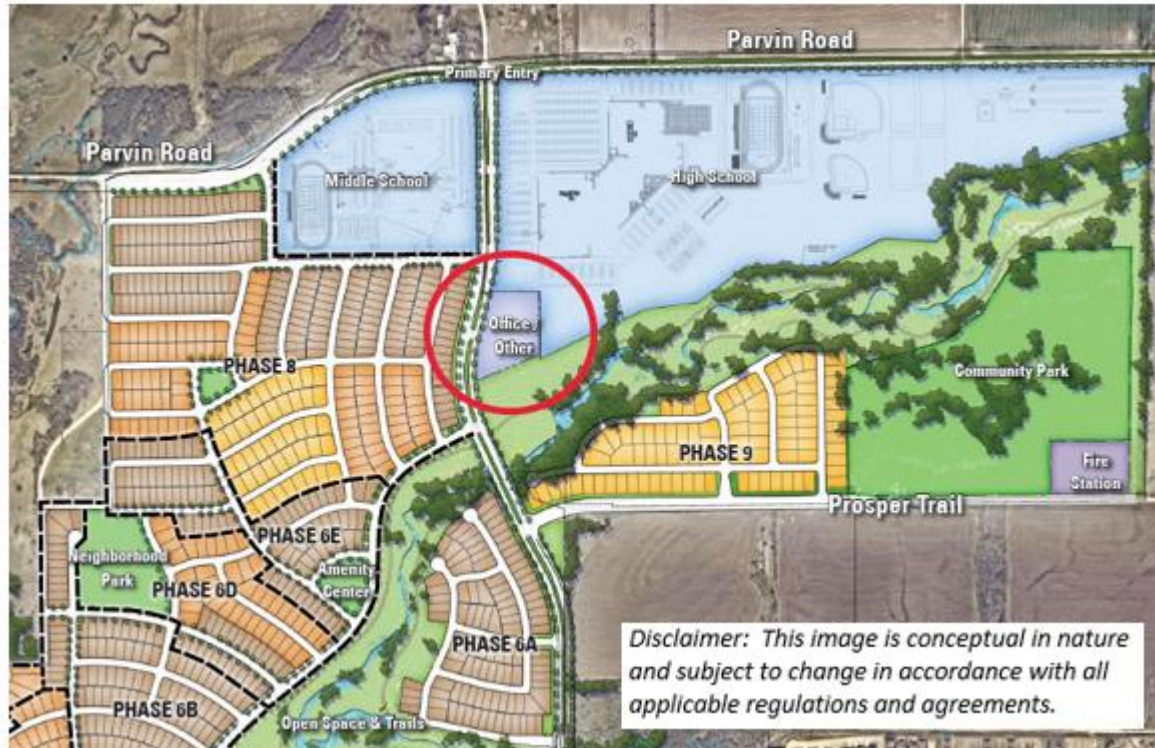 Parvin Road
Primary Entry
Parvin Road
Middle School
High School
Office /
Other
PHASE 8
Community Park
PHASE 9
Fire
Station
Prosper Trail
PHASE 6E
Neighborhood
Park
Amenity
Center
PHASE 6D
PHASE 6A
PHASE 6B
Open Space & Trails
Disclaimer: This image is conceptual in nature
and subject to change in accordance with all
applicable regulations and agreements.